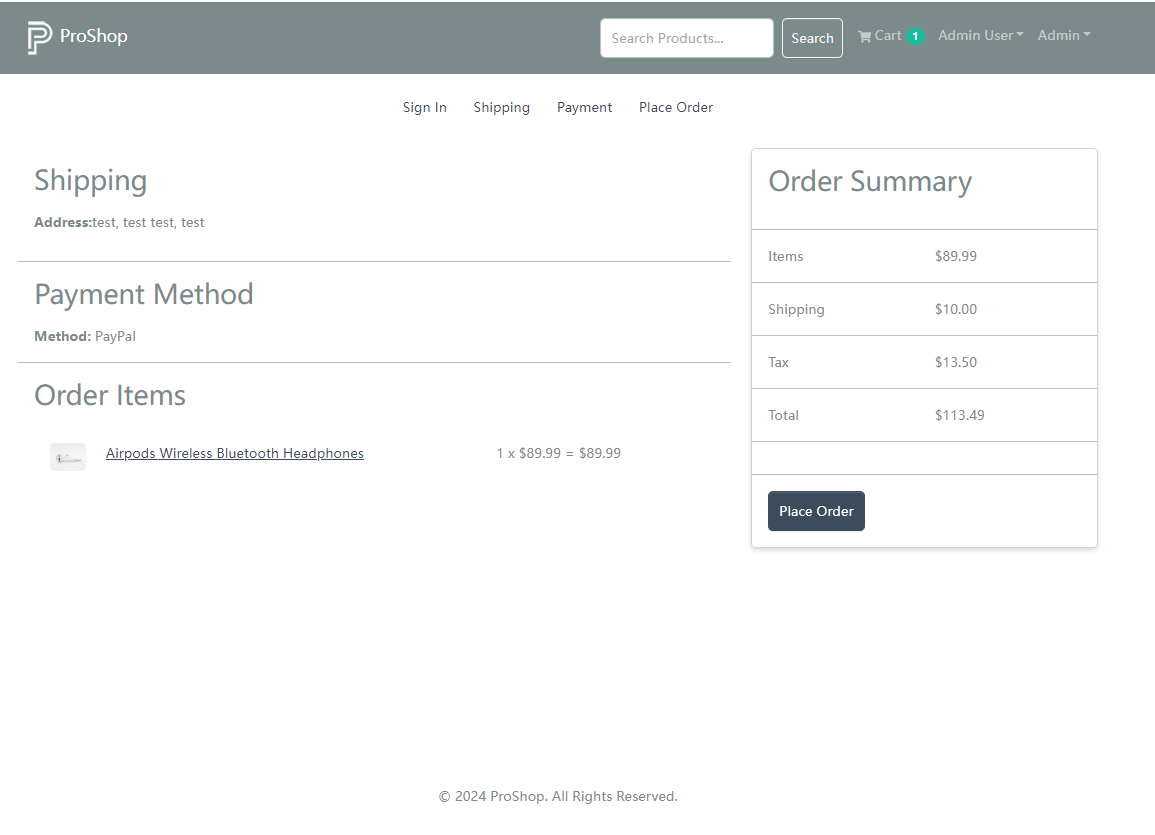 ProShop
Search Products...
Search
Cart 1
Admin User
Admin
Sign In
Shipping
Payment
Place Order
Shipping
Address:test, test test, test
Payment Method
Method: PayPal
Order Items
Airpods Wireless Bluetooth Headphones
1 x $89.99 = $89.99
Order Summary
Items $89.99
Shipping $10.00
Tax $13.50
Total $113.49
Place Order
© 2024 ProShop. All Rights Reserved.